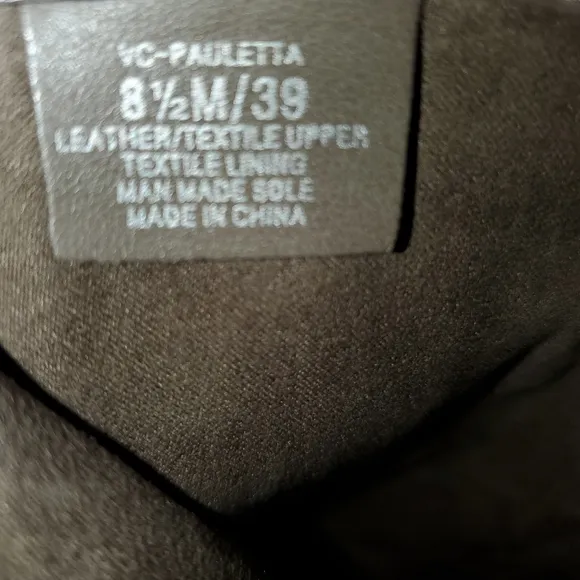 VC-PAULETTA
8½M/39
LEATHER/TEXTILE UPPER
TEXTILE LINING
MAN MADE SOLE
MADE IN CHINA